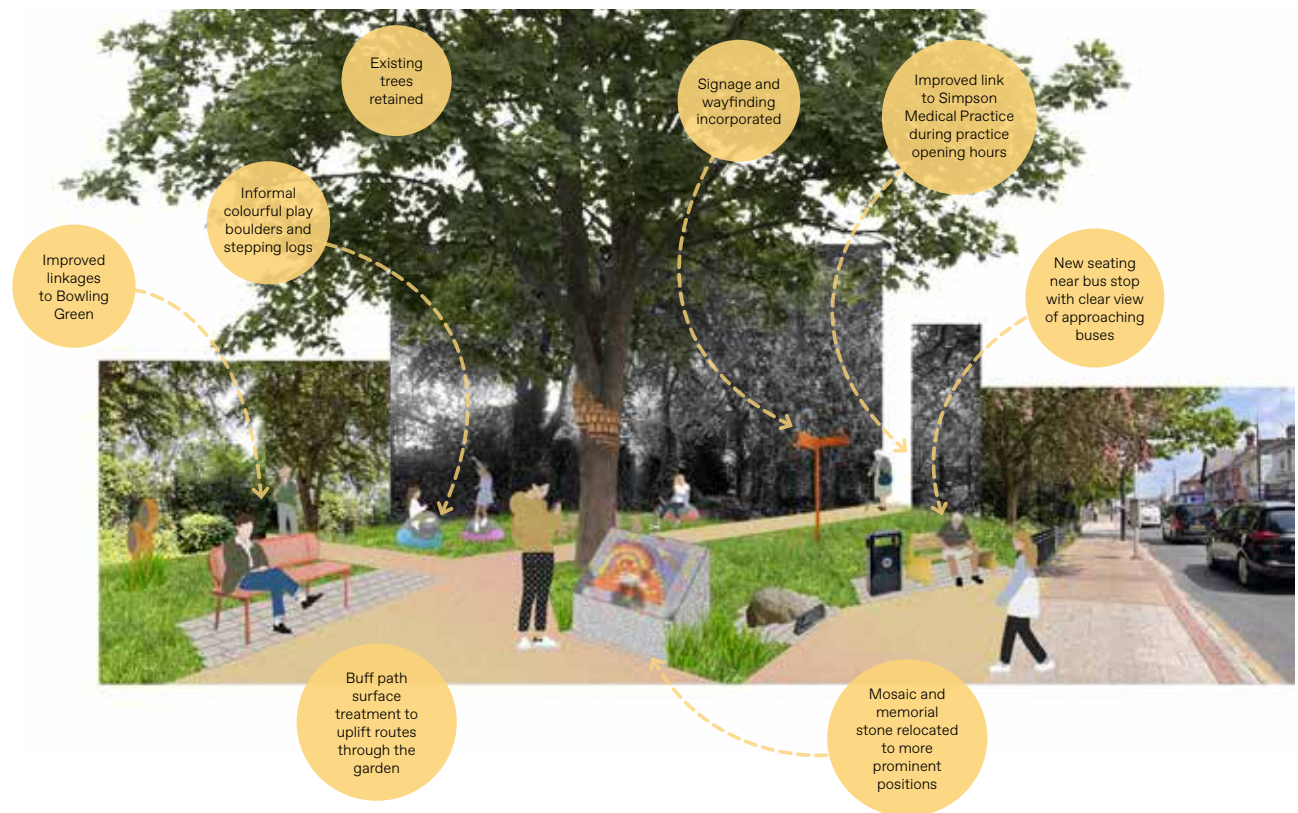 Existing
trees
retained
Signage and
wayfinding
incorporated
Improved link
to Simpson
Medical Practice
during practice
opening hours
Informal
colourful play
boulders and
stepping logs
Improved
linkages
to Bowling
Green
New seating
near bus stop
with clear view
of approaching
buses
Buff path
surface
treatment to
uplift routes
through the
garden
Mosaic and
memorial
stone relocated
to more
prominent
positions